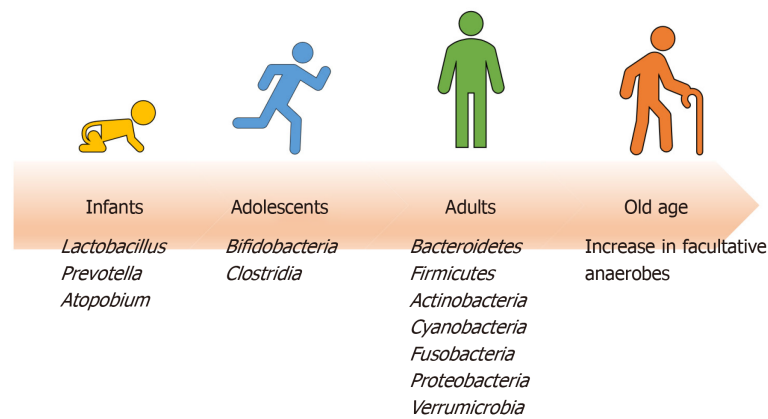 Infants
Lactobacillus
Prevotella
Atopobium
Adolescents
Bifidobacteria
Clostridia
Adults
Bacteroidetes
Firmicutes
Actinobacteria
Cyanobacteria
Fusobacteria
Proteobacteria
Verrumicrobia
Old age
Increase in facultative
anaerobes